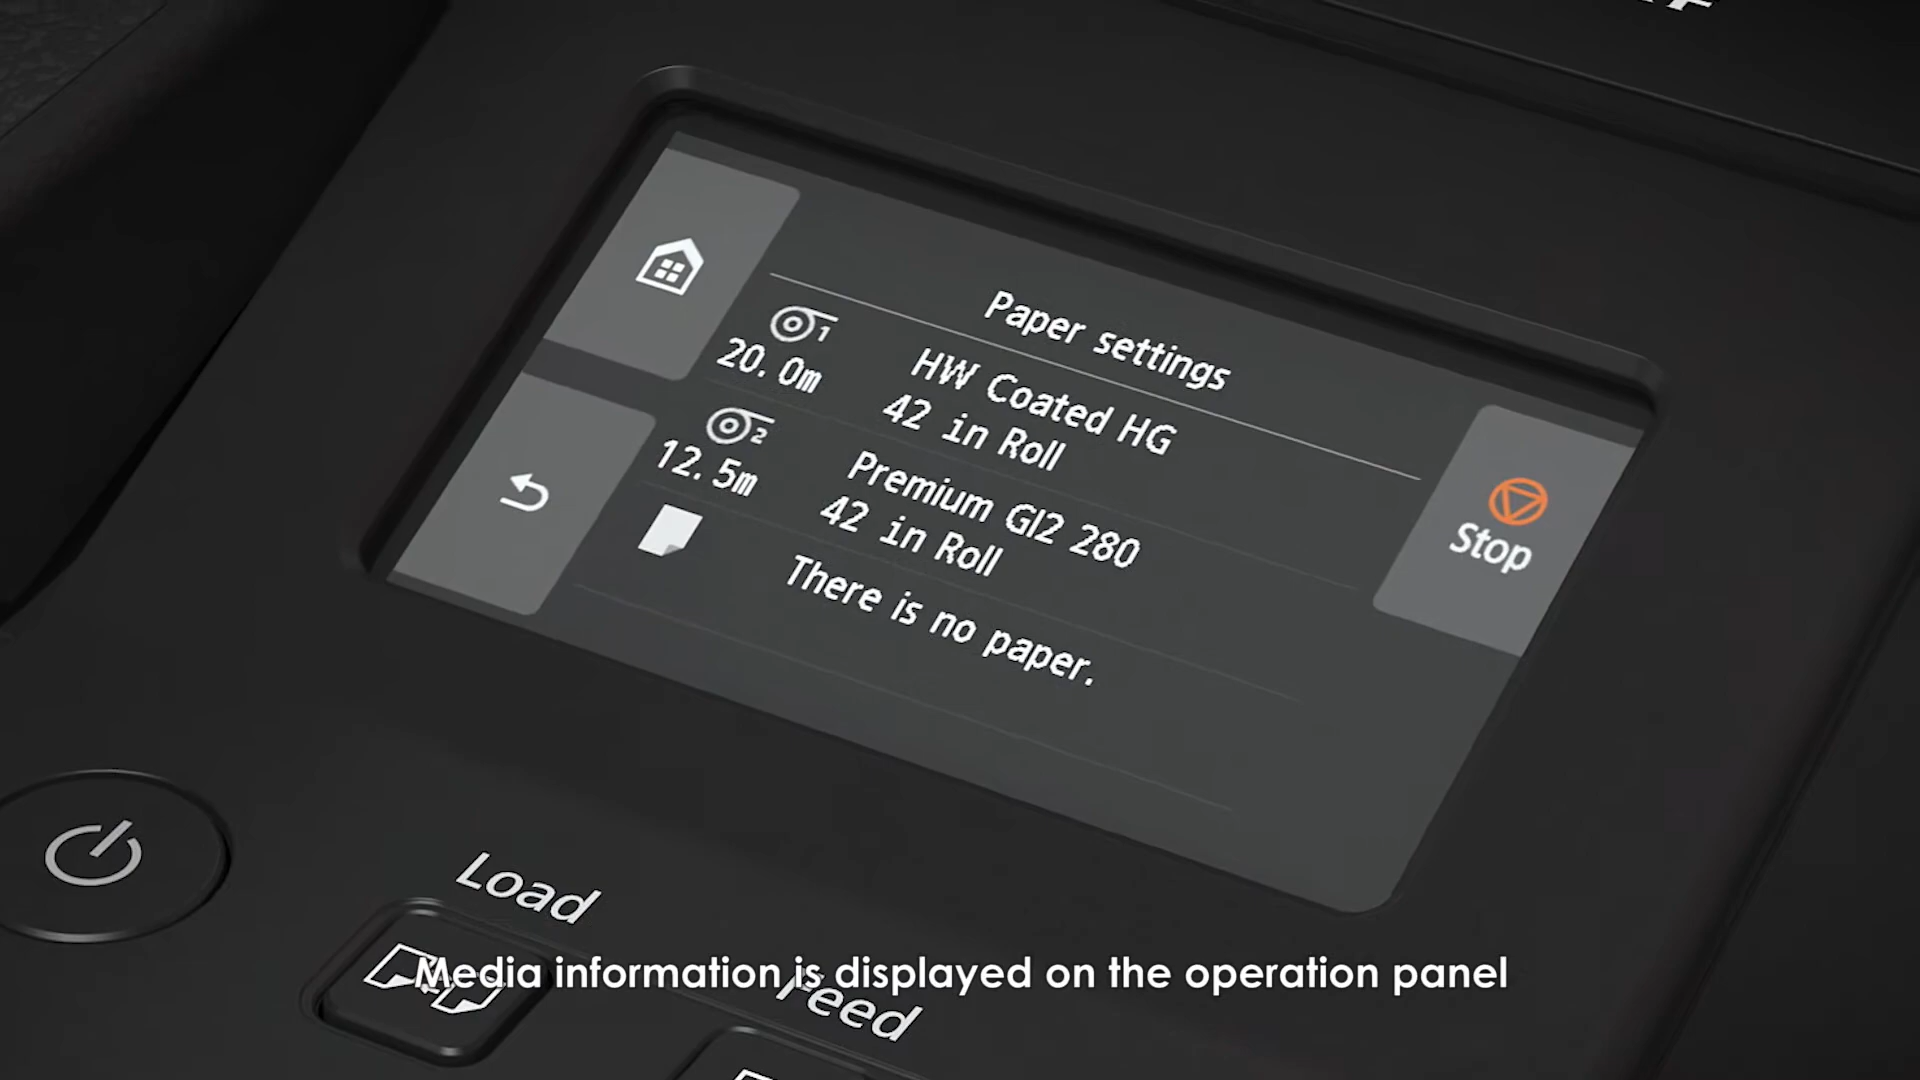 Paper settings
1
20.0m
HW Coated HG
42 in Roll
2
12.5m
Premium Gl2 280
42 in Roll
There is no paper.
Stop
Load
Feed
Media information is displayed on the operation panel